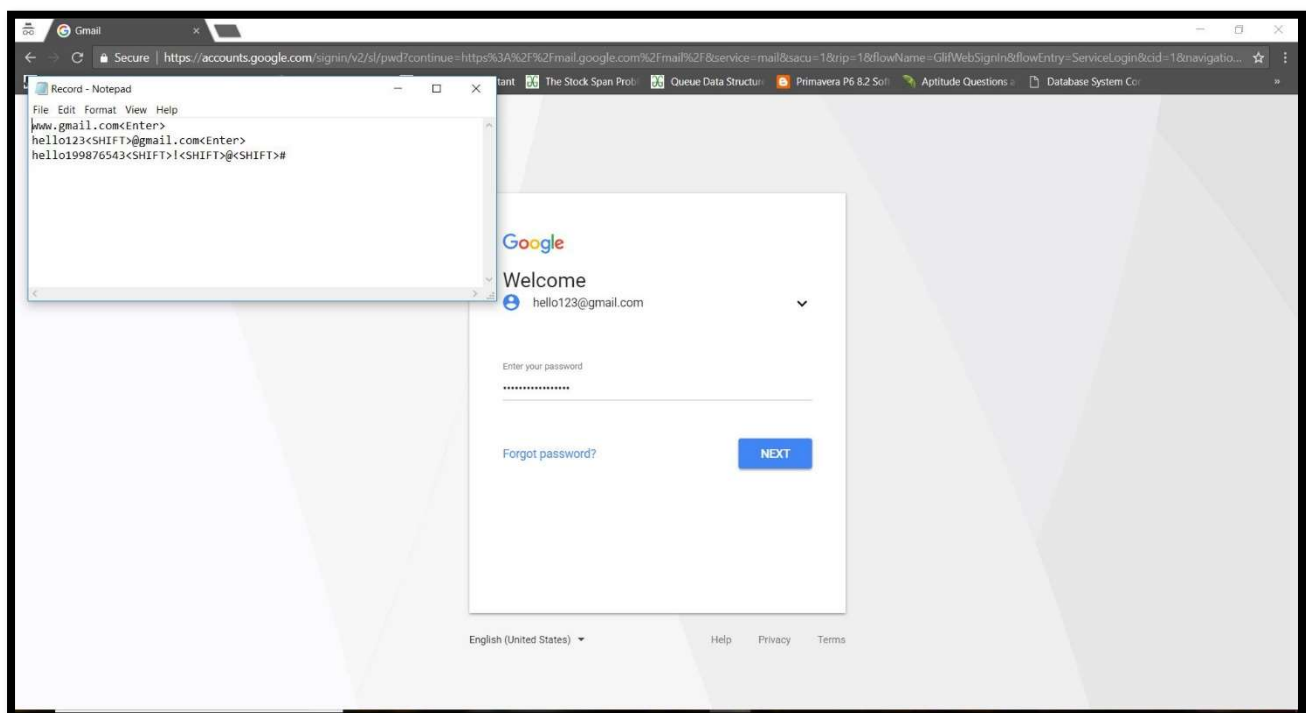 Gmail
Secure | https://accounts.google.com/signin/v2/sl/pwd?continue=https%3A%2F%2Fmail.google.com%2Fmail%2F&service=mail&sacu=1&rip=1&flowName=GlifWebSignIn&flowEntry=ServiceLogin&cid=1&navigatio...
tant The Stock Span Prob Queue Data Structure Primavera P6 8.2 Soft Aptitude Questions a Database System Cor
Record - Notepad
File Edit Format View Help
www.gmail.com<Enter>
hello123<SHIFT>@gmail.com<Enter>
hello199876543<SHIFT>!<SHIFT>@<SHIFT>#
Google
Welcome
hello123@gmail.com
Enter your password
Forgot password?
NEXT
English (United States)
Help Privacy Terms